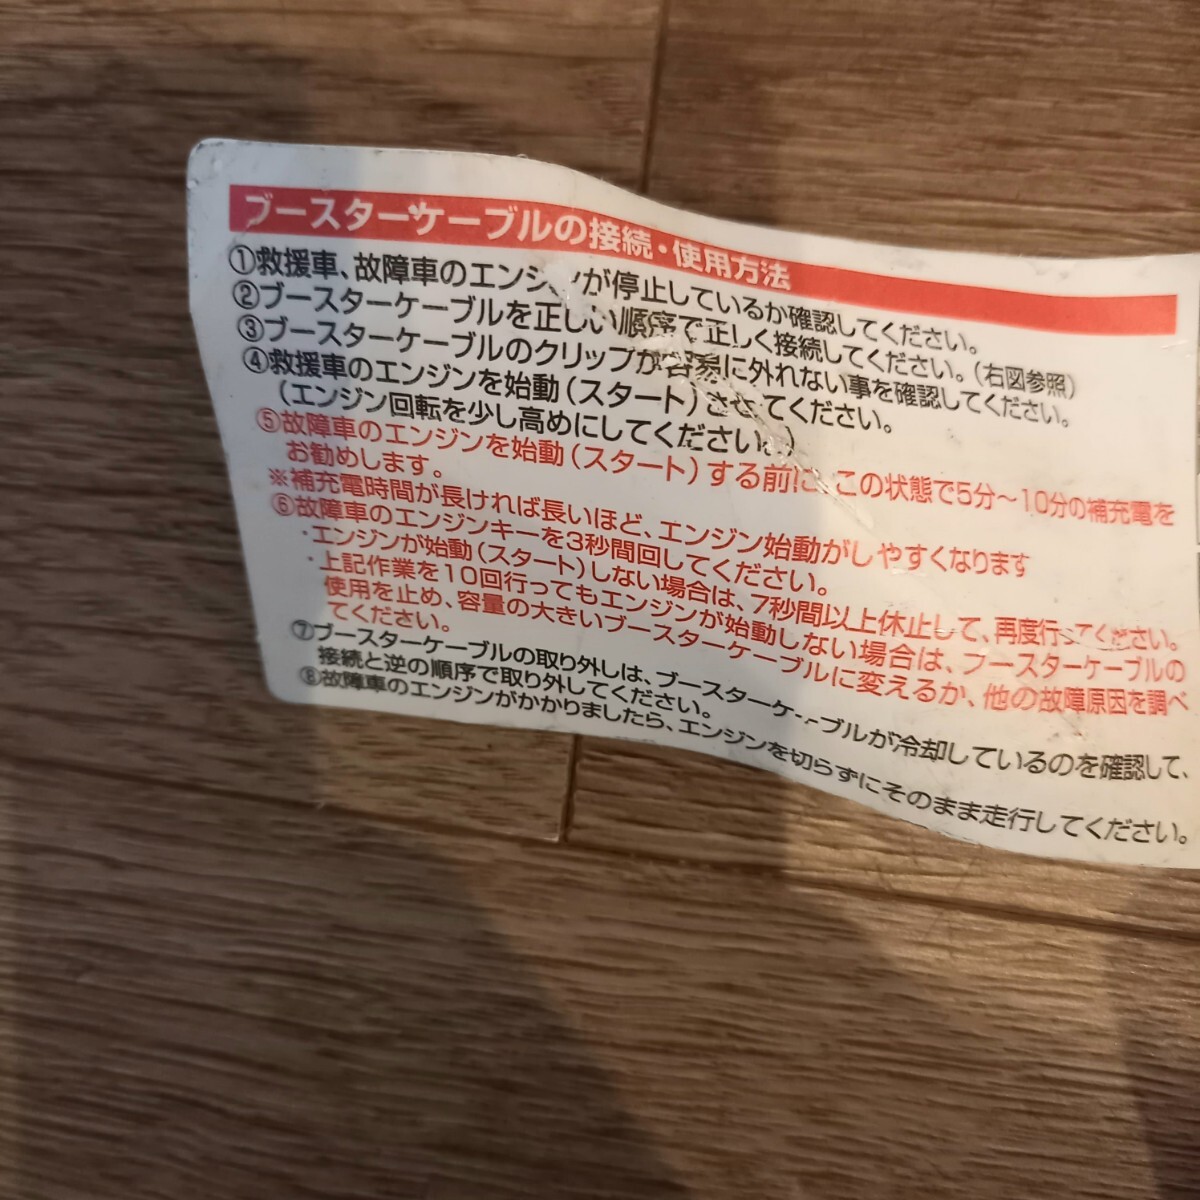 ブースターケーブルの接続・使用方法
①救援車、故障車のエンジンが停止しているか確認してください。
②ブースターケーブルを正しい順序で正しく接続してください。(右図参照)
③ブースターケーブルのクリップが容易に外れない事を確認してください。
④救援車のエンジンを始動(スタート)させてください。
(エンジン回転を少し高めにしてください。)
⑤故障車のエンジンを始動(スタート)する前に、この状態で5分～10分の補充電を
お勧めします。
※補充電時間が長ければ長いほど、エンジン始動がしやすくなります
⑥故障車のエンジンキーを3秒間回してください。
・エンジンが始動(スタート)しない場合は、7秒間以上休止して、再度行ってください。
・上記作業を10回行ってもエンジンが始動しない場合は、ブースターケーブルの
使用を止め、容量の大きいブースターケーブルに変えるか、他の故障原因を調べ
てください。
⑦ブースターケーブルの取り外しは、ブースターケーブルが冷却しているのを確認して、
接続と逆の順序で取り外してください。
⑧故障車のエンジンがかかりましたら、エンジンを切らずにそのまま走行してください。